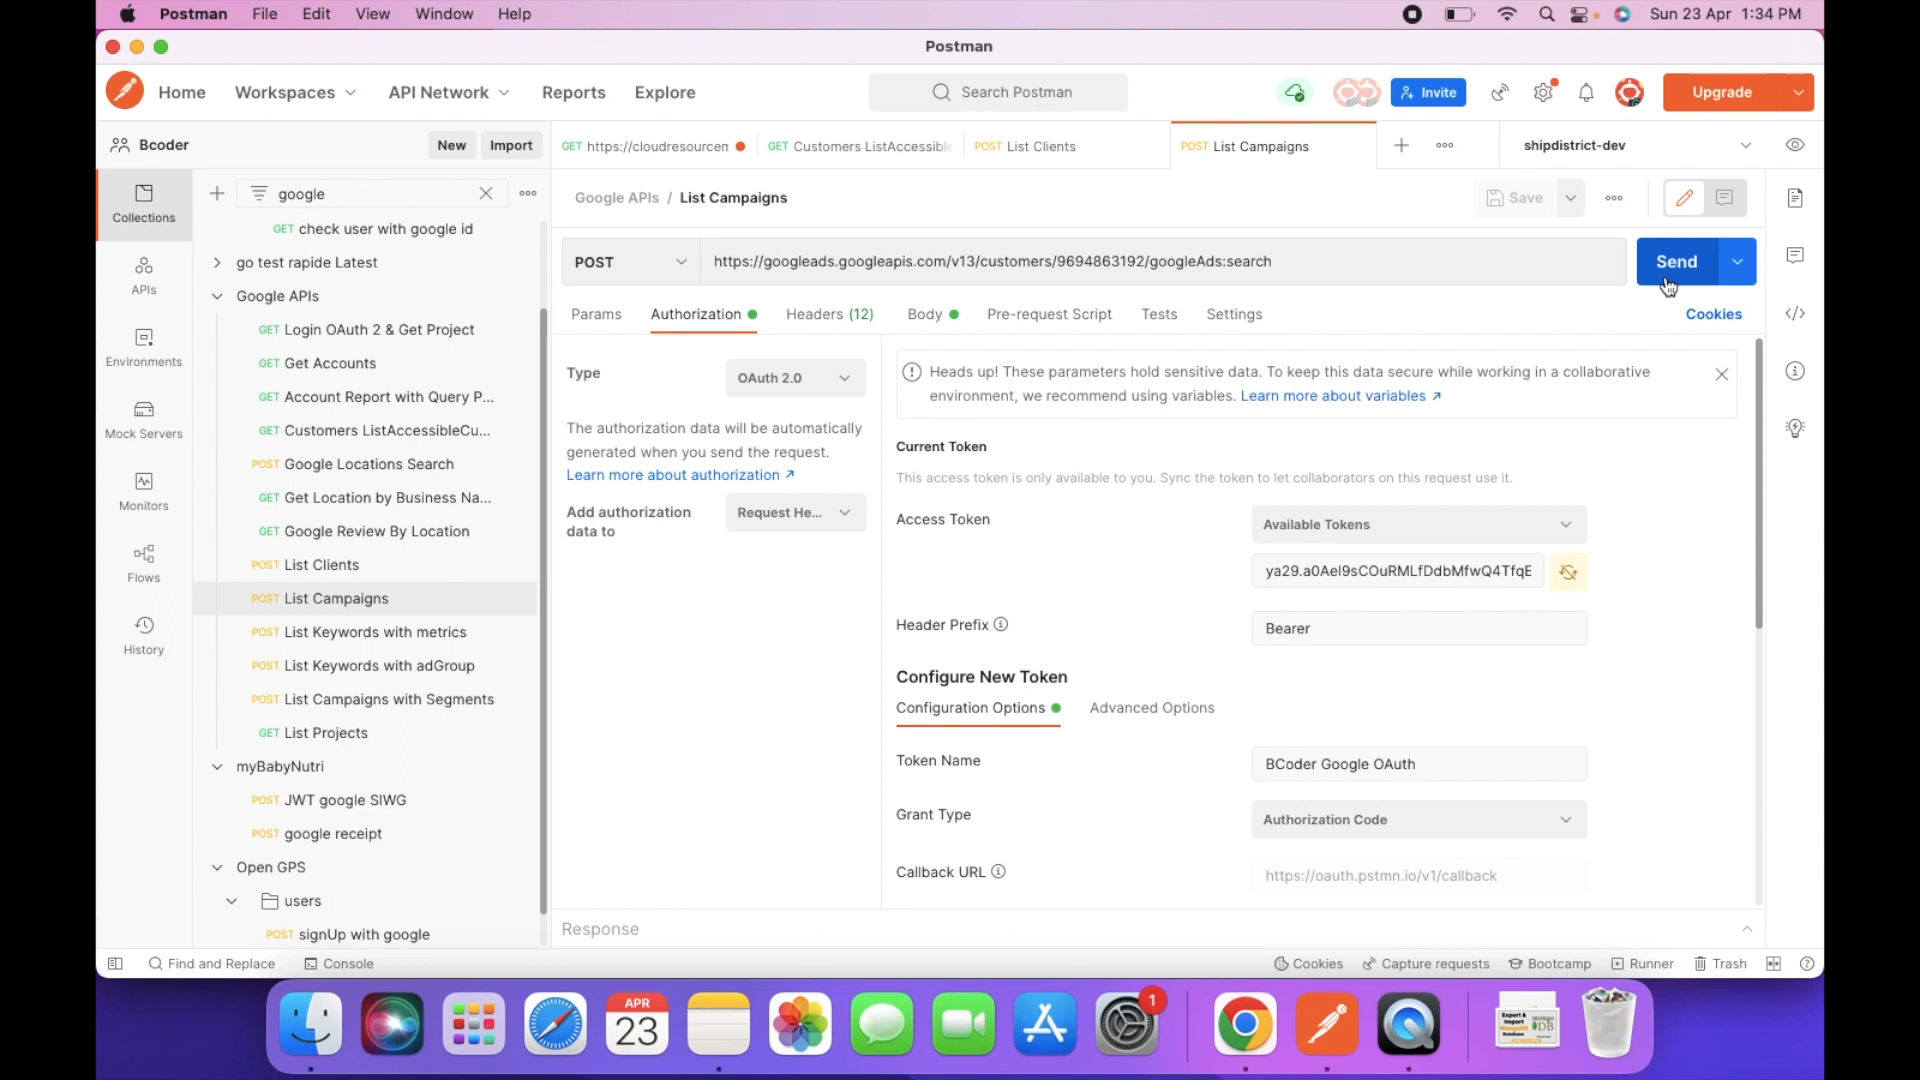 Postman File Edit View Window Help Sun 23 Apr 1:34 PM
Postman
Home Workspaces API Network Reports Explore Search Postman Invite Upgrade
Bcoder New Import GET https://cloudresourcen GET Customers ListAccessible POST List Clients POST List Campaigns shipdistrict-dev
google
Google APIs / List Campaigns Save
Collections
APIs
Environments
Mock Servers
Monitors
Flows
History
GET check user with google id
go test rapide Latest
Google APIs
GET Login OAuth 2 & Get Project
GET Get Accounts
GET Account Report with Query P...
GET Customers ListAccessibleCu...
POST Google Locations Search
GET Get Location by Business Na...
GET Google Review By Location
POST List Clients
POST List Campaigns
POST List Keywords with metrics
POST List Keywords with adGroup
POST List Campaigns with Segments
GET List Projects
myBabyNutri
POST JWT google SIWG
POST google receipt
Open GPS
users
POST signUp with google
POST https://googleads.googleapis.com/v13/customers/9694863192/googleAds:search Send
Params Authorization Headers (12) Body Pre-request Script Tests Settings Cookies
Type OAuth 2.0
The authorization data will be automatically
generated when you send the request.
Learn more about authorization ↗
Add authorization
data to
Request He...
Heads up! These parameters hold sensitive data. To keep this data secure while working in a collaborative
environment, we recommend using variables. Learn more about variables ↗
Current Token
This access token is only available to you. Sync the token to let collaborators on this request use it.
Access Token Available Tokens
ya29.a0Ael9sCOuRMLfDdbMfwQ4TfqE
Header Prefix Bearer
Configure New Token
Configuration Options Advanced Options
Token Name BCoder Google OAuth
Grant Type Authorization Code
Callback URL https://oauth.pstmn.io/v1/callback
Response
Find and Replace Console Cookies Capture requests Bootcamp Runner Trash
APR
23
1
Export &
Import